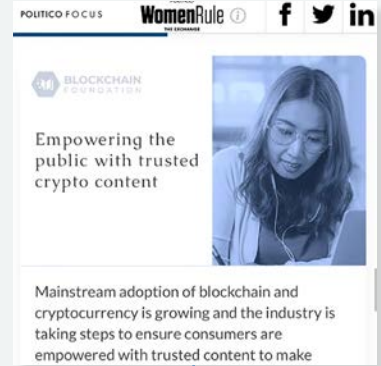 POLITICO FOCUS
WomenRule
THE EXCHANGE
BLOCKCHAIN
FOUNDATION
Empowering the
public with trusted
crypto content
Mainstream adoption of blockchain and
cryptocurrency is growing and the industry is
taking steps to ensure consumers are
empowered with trusted content to make